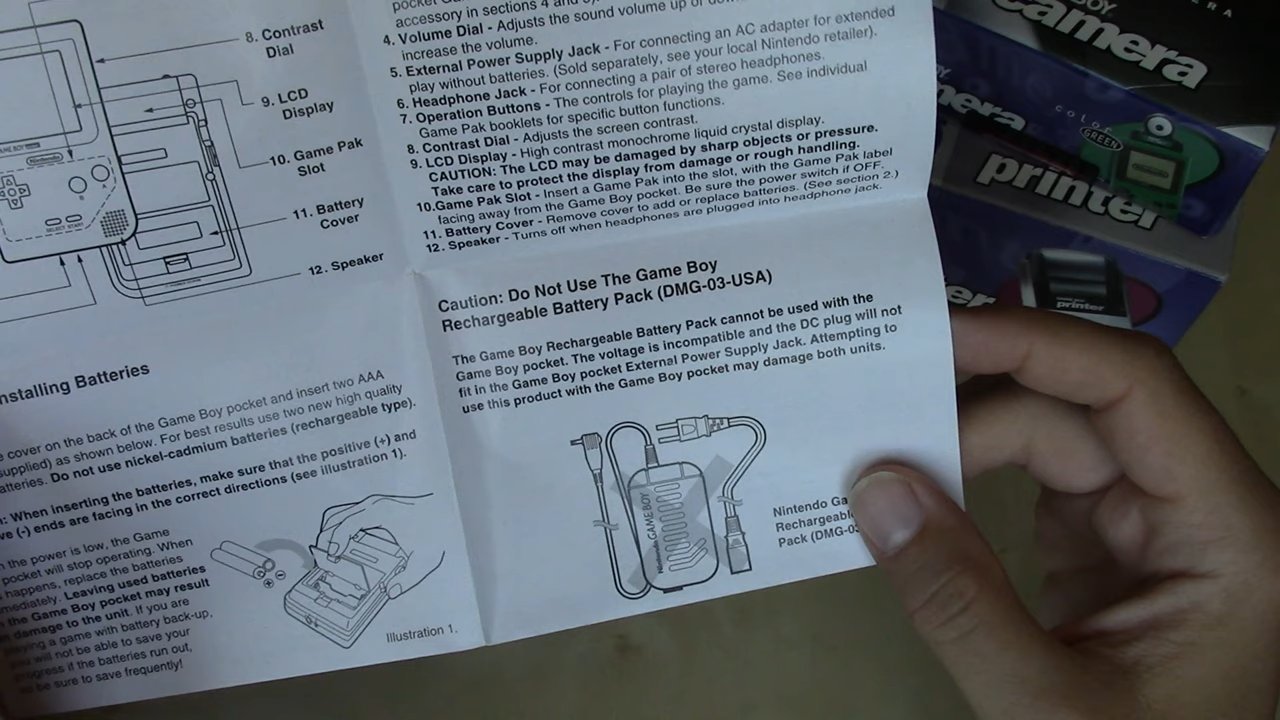 8. Contrast
Dial
9. LCD
Display
10. Game Pak
Slot
11. Battery
Cover
12. Speaker
Nintendo
SELECT START
accessory in sections 4 and
4. Volume Dial - Adjusts the sound volume up or
increase the volume.
5. External Power Supply Jack - For connecting an AC adapter for extended
play without batteries. (Sold separately, see your local Nintendo retailer).
6. Headphone Jack - For connecting a pair of stereo headphones.
7. Operation Buttons - The controls for playing the game. See individual
Game Pak booklets for specific button functions.
8. Contrast Dial - Adjusts the screen contrast.
9. LCD Display - High contrast monochrome liquid crystal display.
CAUTION: The LCD may be damaged by sharp objects or pressure.
Take care to protect the display from damage or rough handling.
10.Game Pak Slot - Insert a Game Pak into the slot, with the Game Pak label
facing away from the Game Boy pocket. Be sure the power switch if OFF.
11. Battery Cover - Remove cover to add or replace batteries. (See section 2.)
12. Speaker - Turns off when headphones are plugged into headphone jack.
Caution: Do Not Use The Game Boy
Rechargeable Battery Pack (DMG-03-USA)
The Game Boy Rechargeable Battery Pack cannot be used with the
Game Boy pocket. The voltage is incompatible and the DC plug will not
fit in the Game Boy pocket External Power Supply Jack. Attempting to
use this product with the Game Boy pocket may damage both units.
Nintendo GAME BOY
Nintendo Ga
Rechargeable
Pack (DMG-03
nstalling Batteries
cover on the back of the Game Boy pocket and insert two AAA
supplied) as shown below. For best results use two new high quality
atteries. Do not use nickel-cadmium batteries (rechargeable type).
n: When inserting the batteries, make sure that the positive (+) and
ve (-) ends are facing in the correct directions (see illustration 1).
n the power is low, the Game
pocket will stop operating. When
happens, replace the batteries
mediately. Leaving used batteries
the Game Boy pocket may result
damage to the unit. If you are
playing a game with battery back-up,
will not be able to save your
progress if the batteries run out,
so be sure to save frequently!
Illustration 1.
BOY
camera
mera
COLOR
GREEN
Nintendo
printer
er
printer